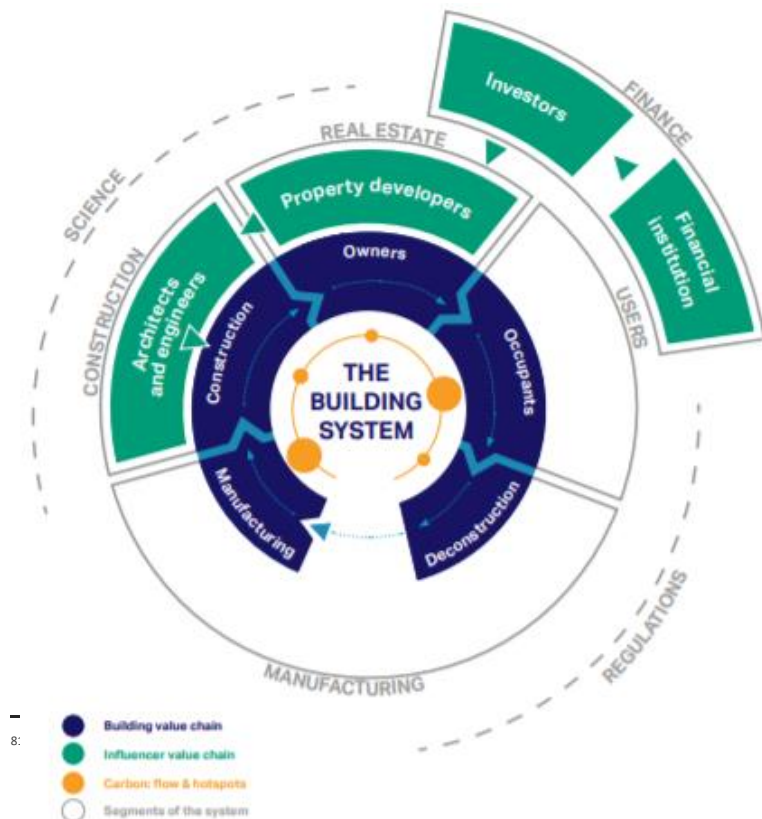 Investors
FINANCE
REAL ESTATE
SCIENCE
Property developers
Financial
institution
Owners
CONSTRUCTION
Architects
and engineers
Construction
THE
BUILDING
SYSTEM
Occupants
USERS
Manufacturing
Deconstruction
REGULATIONS
MANUFACTURING
8:
Building value chain
Influencer value chain
Carbon flow & hotspots
Segments of the system